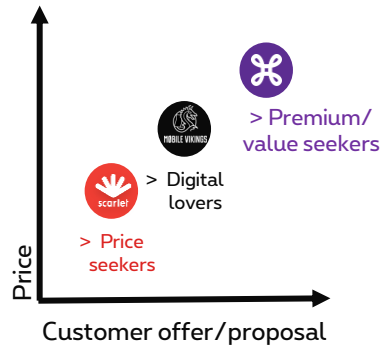 > Premium/
value seekers
MOBILE VIKINGS
> Digital
lovers
scarlet
> Price
seekers
Price
Customer offer/proposal